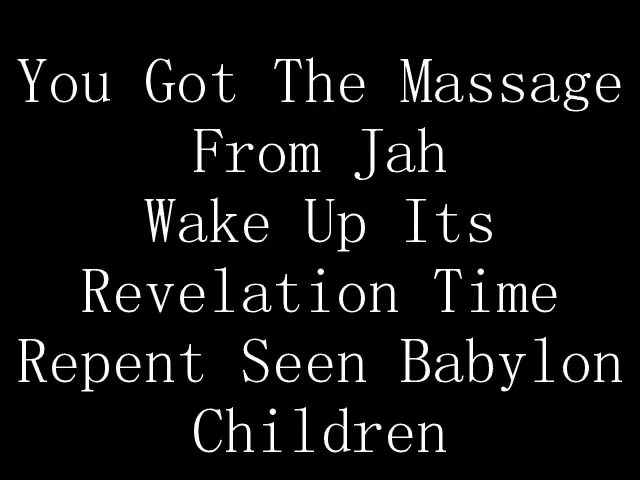 You Got The Massage
From Jah
Wake Up Its
Revelation Time
Repent Seen Babylon
Children